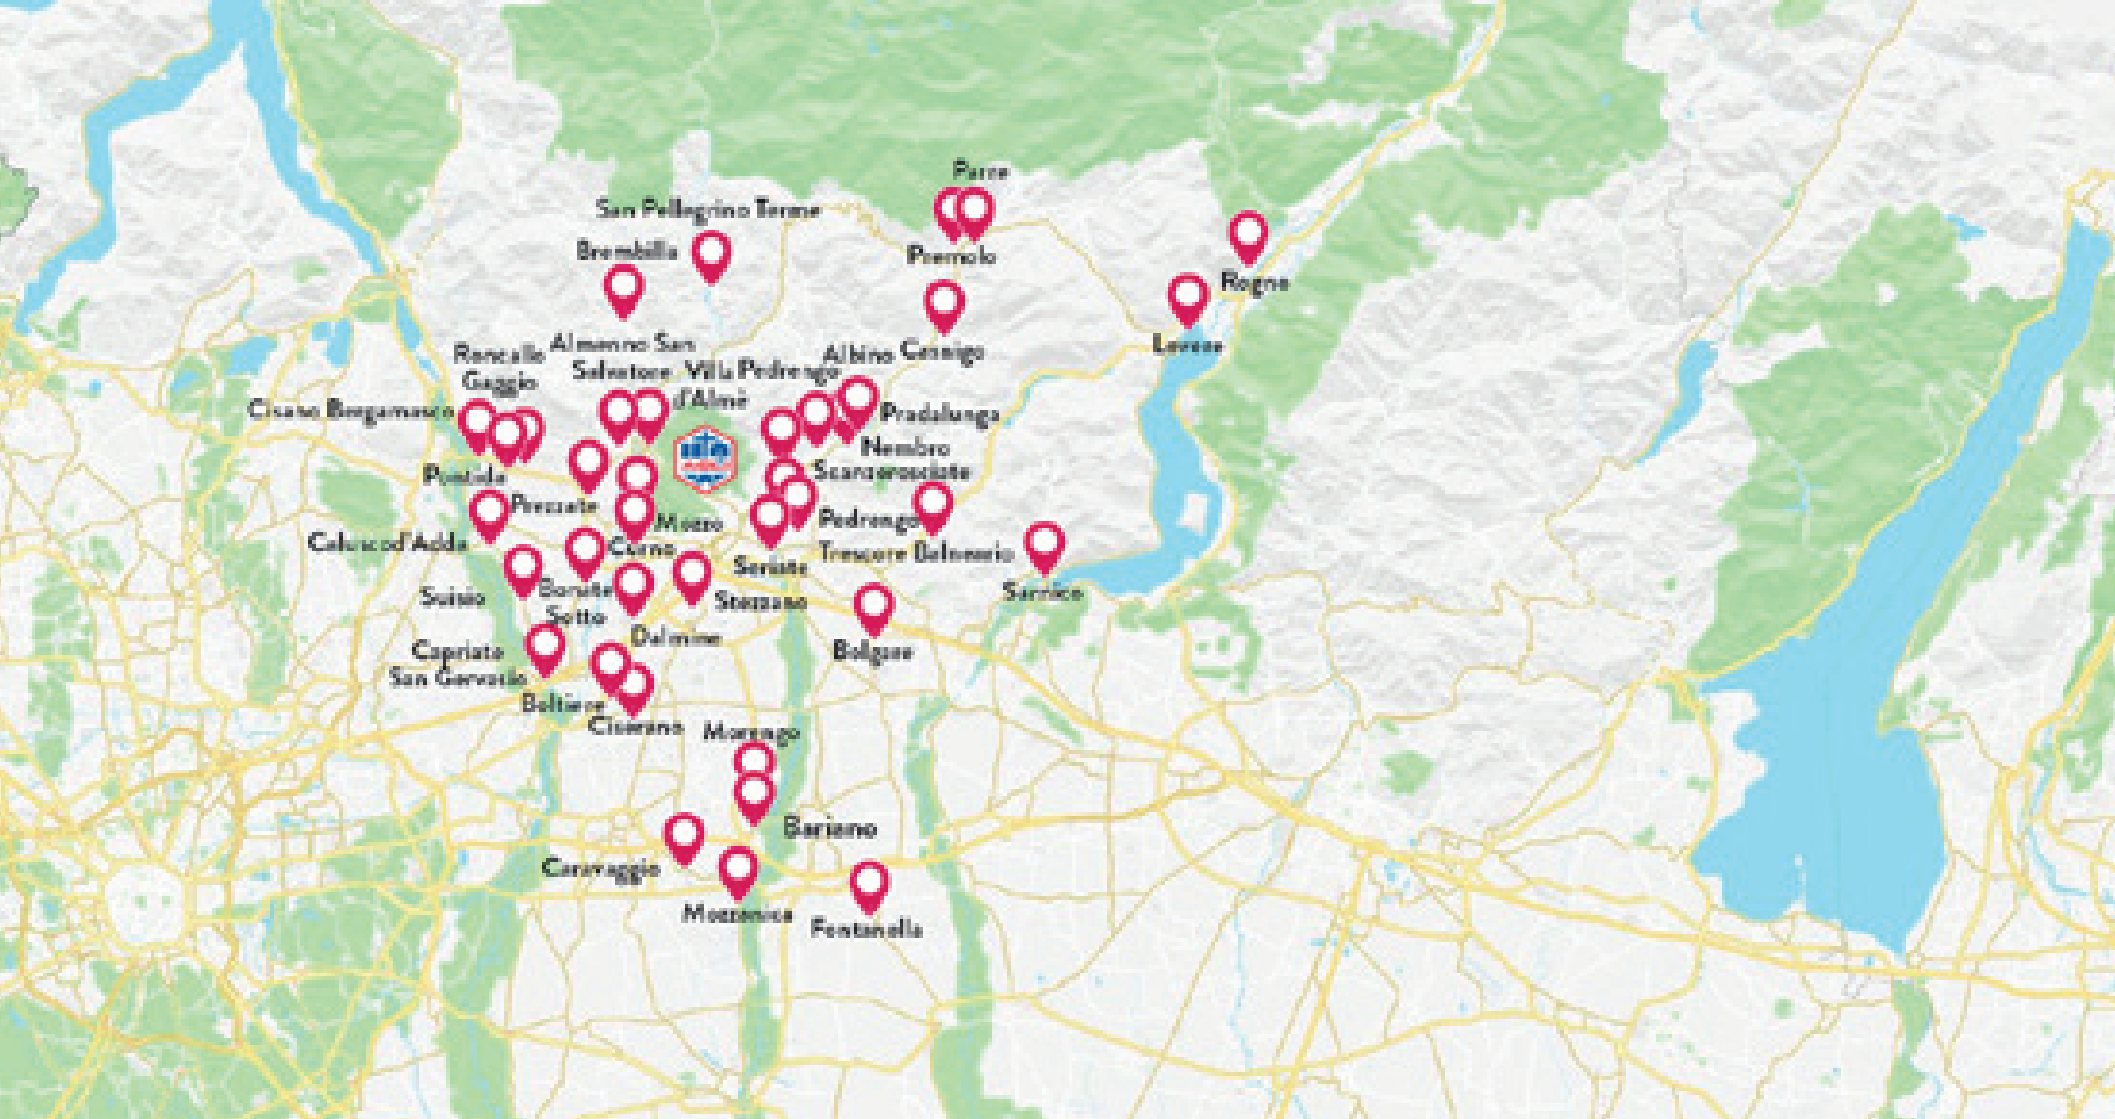 Parre
San Pellegrino Terme
Brembilla
Premolo
Rogno
Almenno San
Salvatore
Roncallo
Gaggio
Villa
d'Almè
Pedrengo
Albino
Casnigo
Lovere
Cisano Bergamasco
Pradalunga
Nembro
Pontida
Scanzorosciate
Prezzate
Mozzo
Pedrengo
Calusco d'Adda
Curno
Trescore Balneario
Seriate
Suisio
Bonate
Sotto
Stezzano
Sarnico
Dalmine
Bolgare
Capriate
San Gervasio
Boltiere
Ciserano
Morengo
Bariano
Caravaggio
Mozzanica
Fontanella